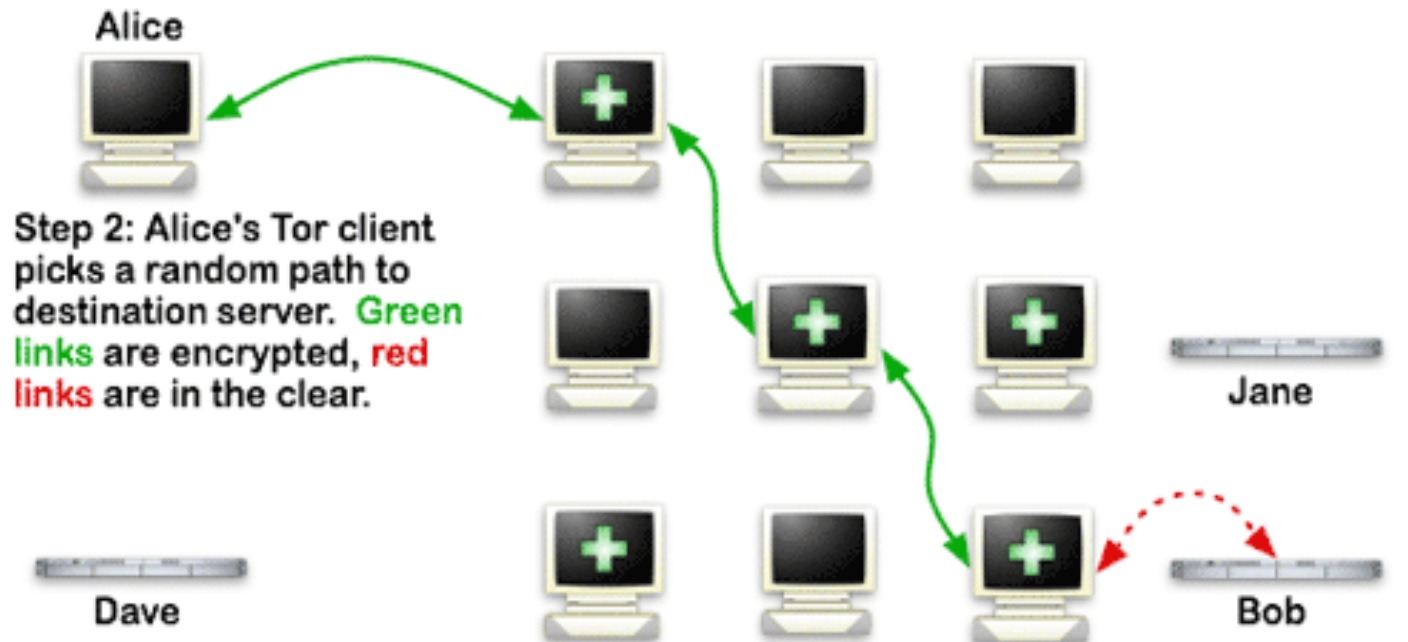 Alice
Step 2: Alice's Tor client
picks a random path to
destination server. Green
links are encrypted, red
links are in the clear.
Jane
Dave
Bob